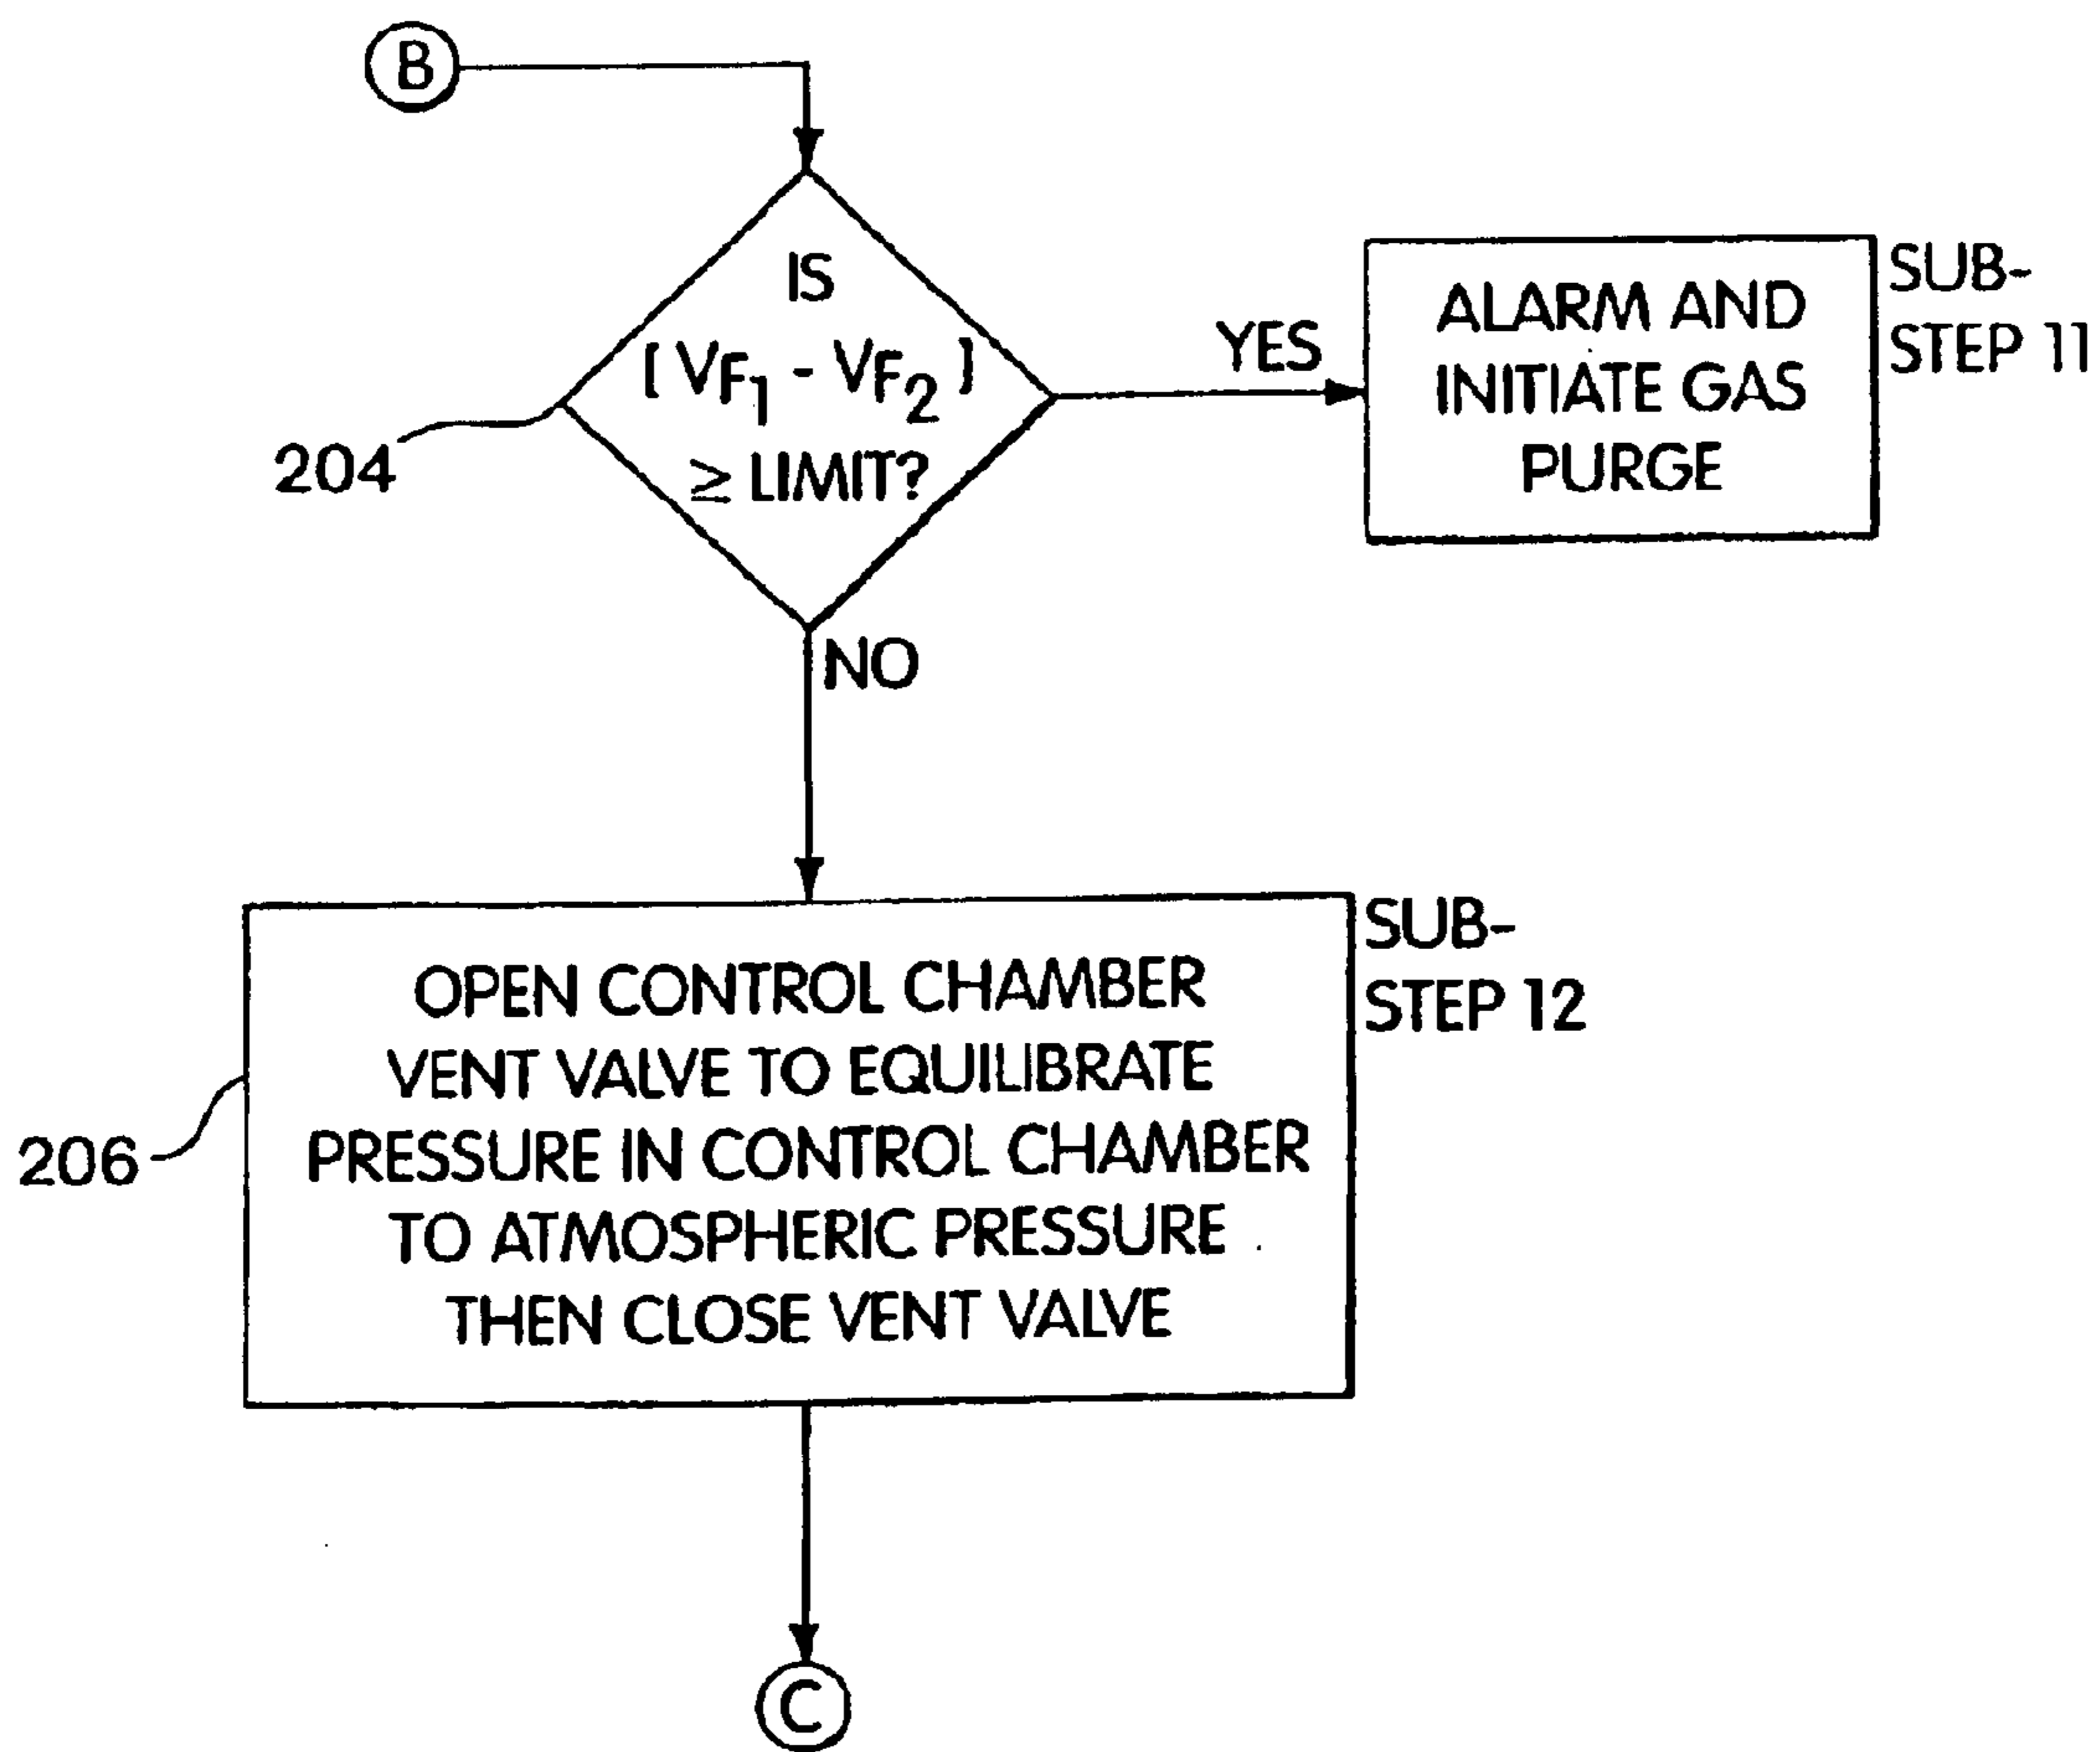 B
IS
[ VF1 - VF2 ]
≥ LIMIT?
204
YES
ALARM AND
INITIATE GAS
PURGE
SUB-
STEP 11
NO
OPEN CONTROL CHAMBER
VENT VALVE TO EQUILIBRATE
PRESSURE IN CONTROL CHAMBER
TO ATMOSPHERIC PRESSURE
THEN CLOSE VENT VALVE
SUB-
STEP 12
206
C